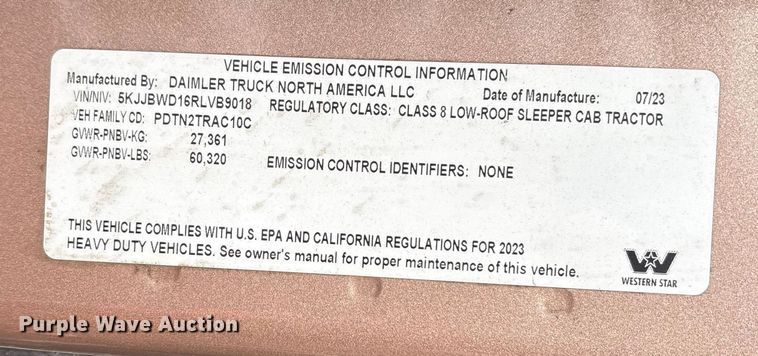 VEHICLE EMISSION CONTROL INFORMATION
Manufactured By: DAIMLER TRUCK NORTH AMERICA LLC Date of Manufacture: 07/23
VIN/NIV: 5KJJBWD16RLVB9018 REGULATORY CLASS: CLASS 8 LOW-ROOF SLEEPER CAB TRACTOR
VEH FAMILY CD: PDTN2TRAC10C
GVWR-PNBV-KG: 27,361
GVWR-PNBV-LBS: 60,320 EMISSION CONTROL IDENTIFIERS: NONE
THIS VEHICLE COMPLIES WITH U.S. EPA AND CALIFORNIA REGULATIONS FOR 2023
HEAVY DUTY VEHICLES. See owner's manual for proper maintenance of this vehicle.
WESTERN STAR
Purple Wave Auction